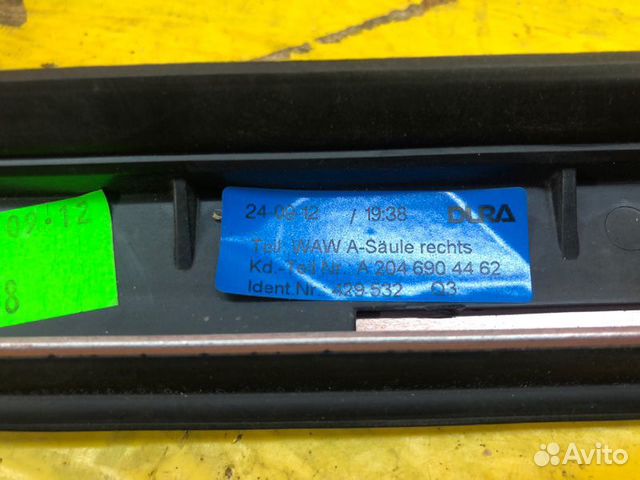 24-09-12 / 19:38 DURA
Teil: WAW A-Säule rechts
Kd.-Teil Nr.: A 204 690 44 62
Ident.Nr.: 429 532 Q3
09.12
8
Avito